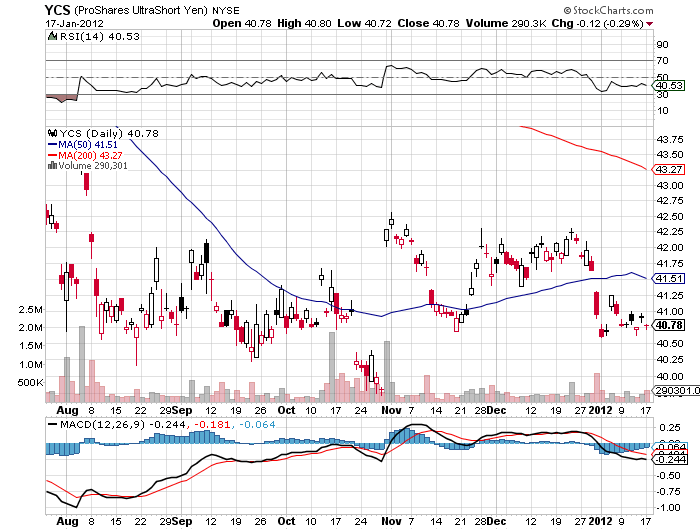 YCS (ProShares UltraShort Yen) NYSE © StockCharts.com
17-Jan-2012 Open 40.78 High 40.80 Low 40.72 Close 40.78 Volume 290.3K Chg -0.12 (-0.29%)
RSI(14) 40.53
90
70
50
40.53
30
10
YCS (Daily) 40.78
MA(50) 41.51
MA(200) 43.27
Volume 290,301
43.75
43.50
43.27
43.00
42.75
42.50
42.25
42.00
41.75
41.51
41.25
41.00
40.78
40.50
40.25
40.00
290301.0
2.5M
2.0M
1.5M
1.0M
500K
Aug 8 15 22 29 Sep 12 19 26 Oct 10 17 24 Nov 7 14 21 28 Dec 12 19 27 2012 9 17
MACD(12,26,9) -0.244, -0.181, -0.064
0.25
0.00
-0.064
-0.244
-0.50
-0.75
-1.00
Aug 8 15 22 29 Sep 12 19 26 Oct 10 17 24 Nov 7 14 21 28 Dec 12 19 27 2012 9 17